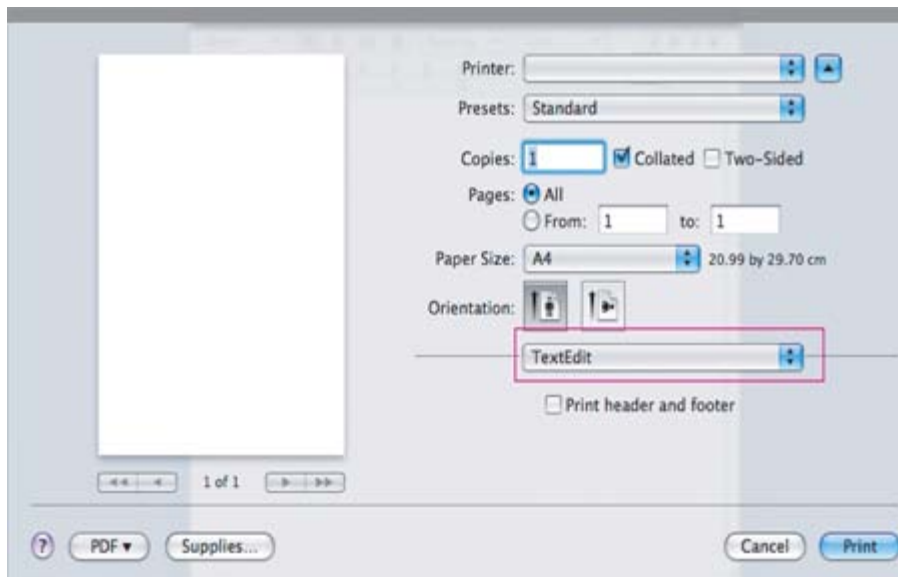 Printer:
Presets: Standard
Copies: 1 Collated Two-Sided
Pages: All
From: 1 to: 1
Paper Size: A4 20.99 by 29.70 cm
Orientation:
TextEdit
Print header and footer
1 of 1
? PDF Supplies... Cancel Print